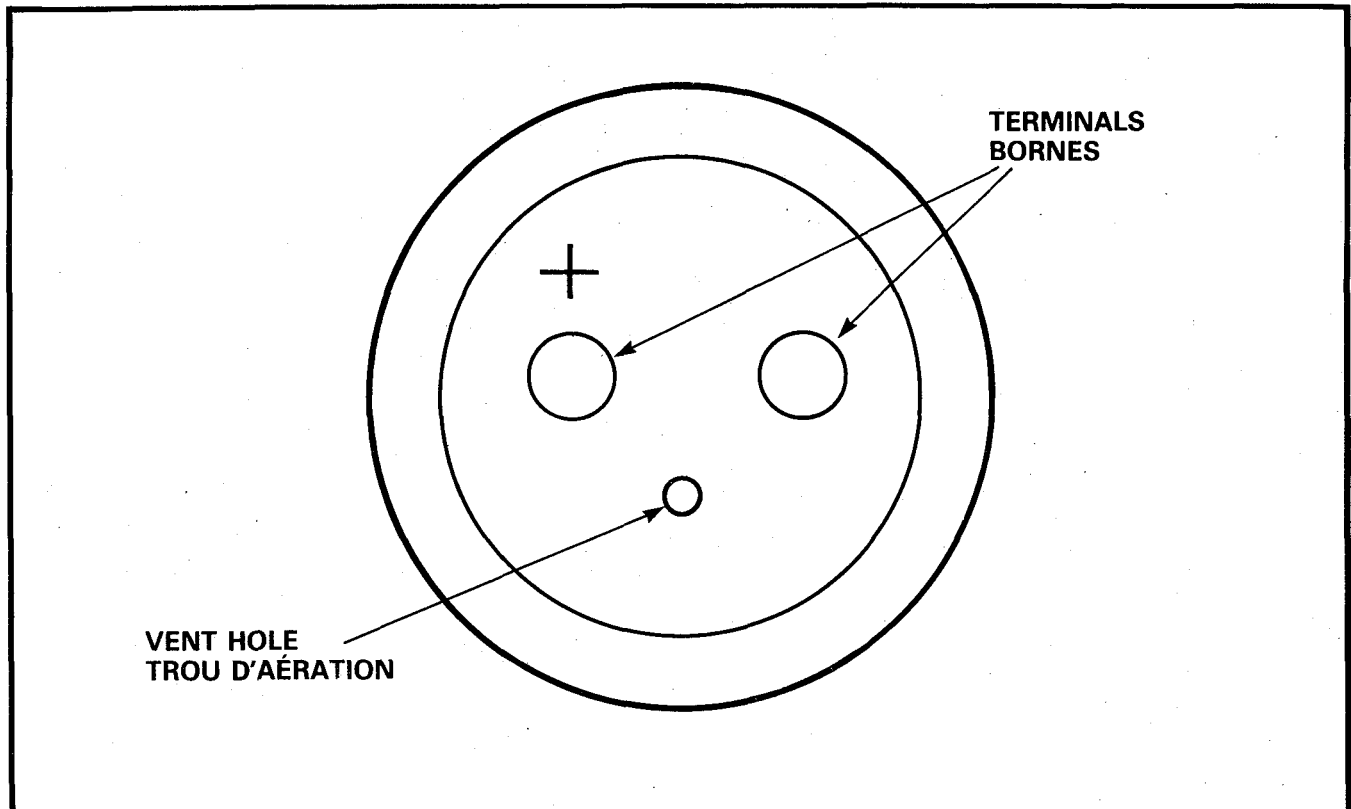 TERMINALS
BORNES
+
VENT HOLE
TROU D'AÉRATION